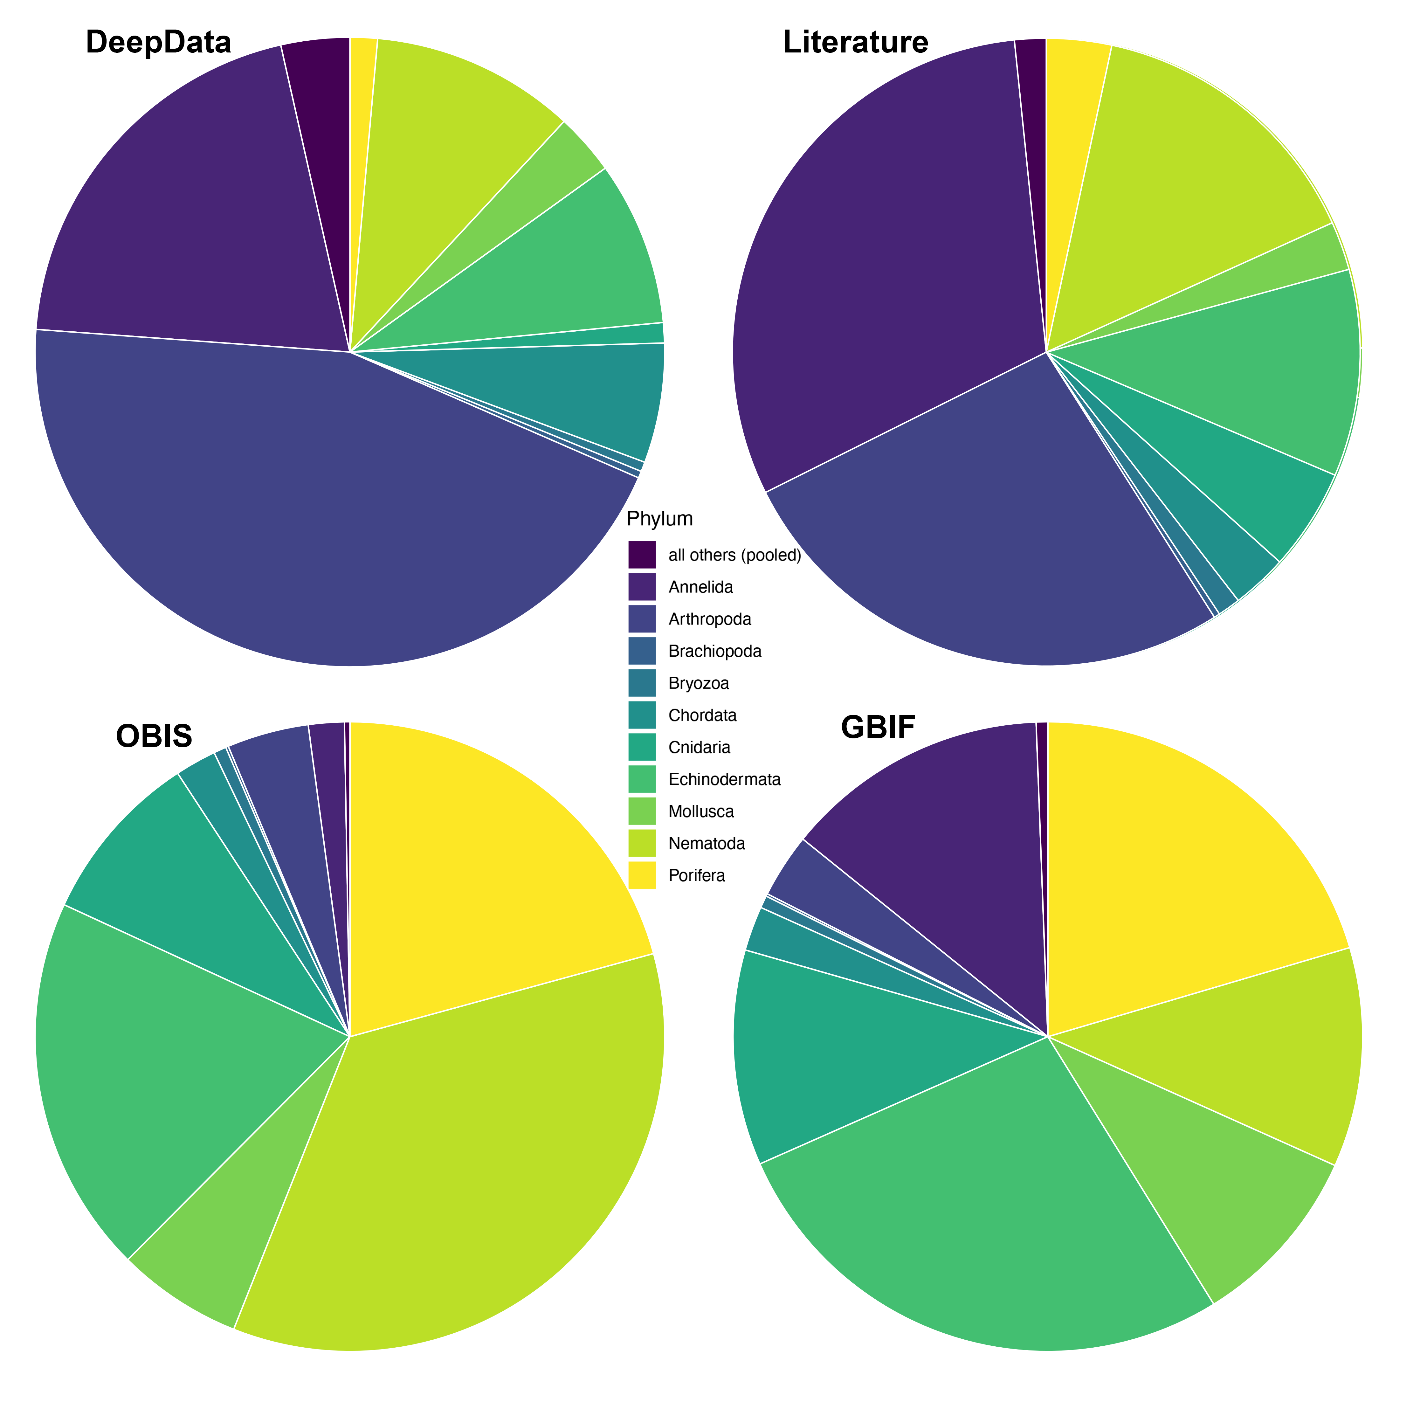 DeepData
Literature
Phylum
all others (pooled)
Annelida
Arthropoda
Brachiopoda
Bryozoa
Chordata
Cnidaria
Echinodermata
Mollusca
Nematoda
Porifera
OBIS
GBIF